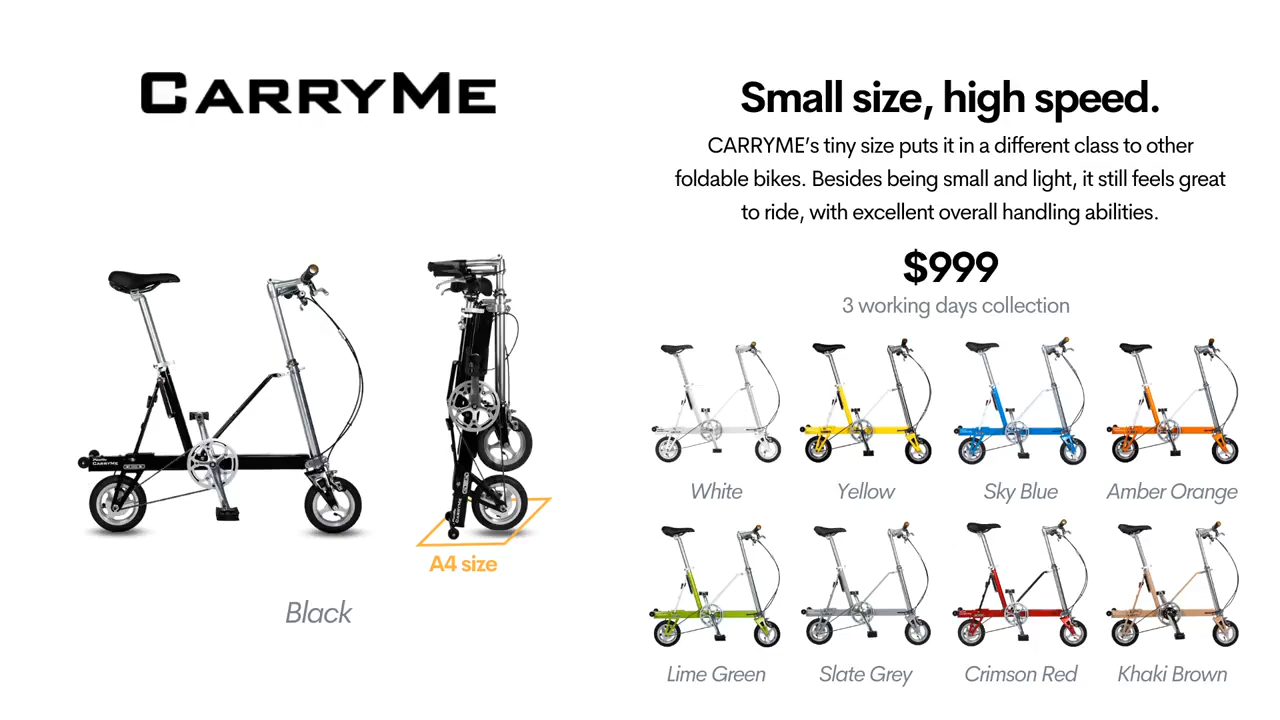 CARRYME
Small size, high speed.
CARRYME’s tiny size puts it in a different class to other
foldable bikes. Besides being small and light, it still feels great
to ride, with excellent overall handling abilities.
$999
3 working days collection
CARRYME
A4 size
Black
White
Yellow
Sky Blue
Amber Orange
Lime Green
Slate Grey
Crimson Red
Khaki Brown